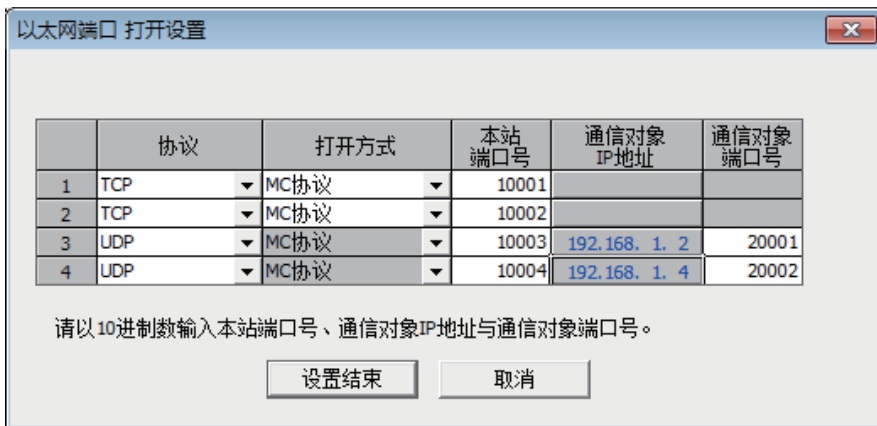 以太网端口 打开设置
协议 打开方式 本站端口号 通信对象IP地址 通信对象端口号
1 TCP MC协议 10001
2 TCP MC协议 10002
3 UDP MC协议 10003 192.168. 1. 2 20001
4 UDP MC协议 10004 192.168. 1. 4 20002
请以10进制数输入本站端口号、通信对象IP地址与通信对象端口号。
设置结束 取消